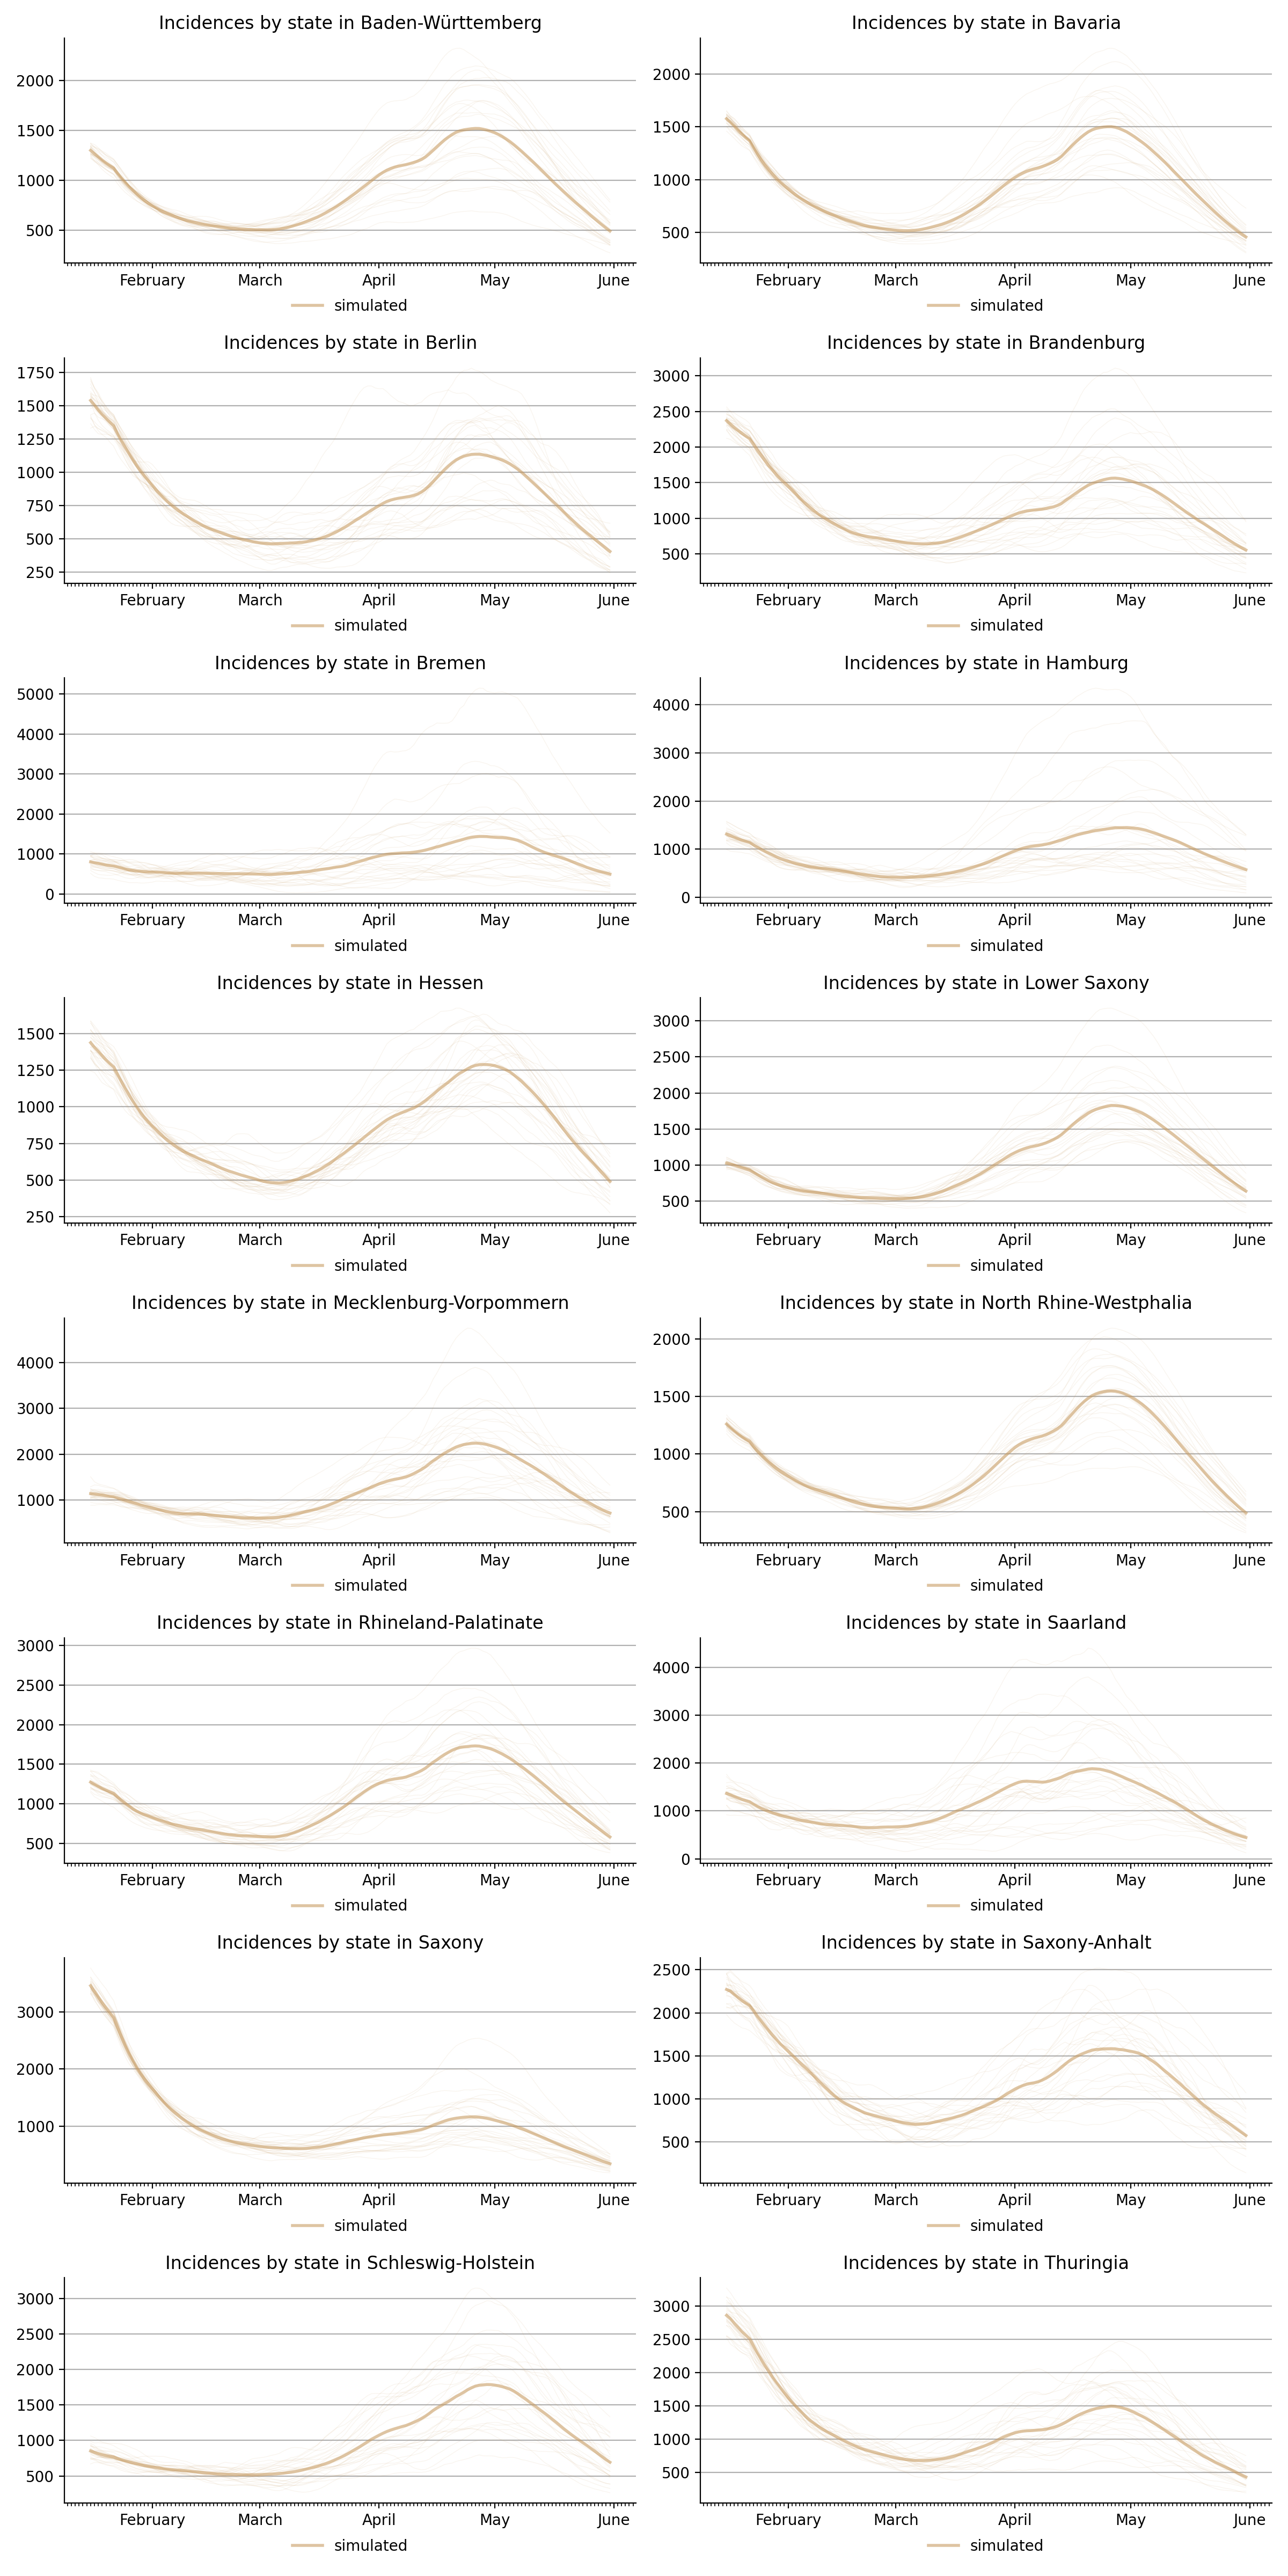 Incidences by state in Baden-Württemberg
2000
1500
1000
500
February March April May June
simulated
Incidences by state in Bavaria
2000
1500
1000
500
February March April May June
simulated
Incidences by state in Berlin
1750
1500
1250
1000
750
500
250
February March April May June
simulated
Incidences by state in Brandenburg
3000
2500
2000
1500
1000
500
February March April May June
simulated
Incidences by state in Bremen
5000
4000
3000
2000
1000
0
February March April May June
simulated
Incidences by state in Hamburg
4000
3000
2000
1000
0
February March April May June
simulated
Incidences by state in Hessen
1500
1250
1000
750
500
250
February March April May June
simulated
Incidences by state in Lower Saxony
3000
2500
2000
1500
1000
500
February March April May June
simulated
Incidences by state in Mecklenburg-Vorpommern
4000
3000
2000
1000
February March April May June
simulated
Incidences by state in North Rhine-Westphalia
2000
1500
1000
500
February March April May June
simulated
Incidences by state in Rhineland-Palatinate
3000
2500
2000
1500
1000
500
February March April May June
simulated
Incidences by state in Saarland
4000
3000
2000
1000
0
February March April May June
simulated
Incidences by state in Saxony
3000
2000
1000
February March April May June
simulated
Incidences by state in Saxony-Anhalt
2500
2000
1500
1000
500
February March April May June
simulated
Incidences by state in Schleswig-Holstein
3000
2500
2000
1500
1000
500
February March April May June
simulated
Incidences by state in Thuringia
3000
2500
2000
1500
1000
500
February March April May June
simulated